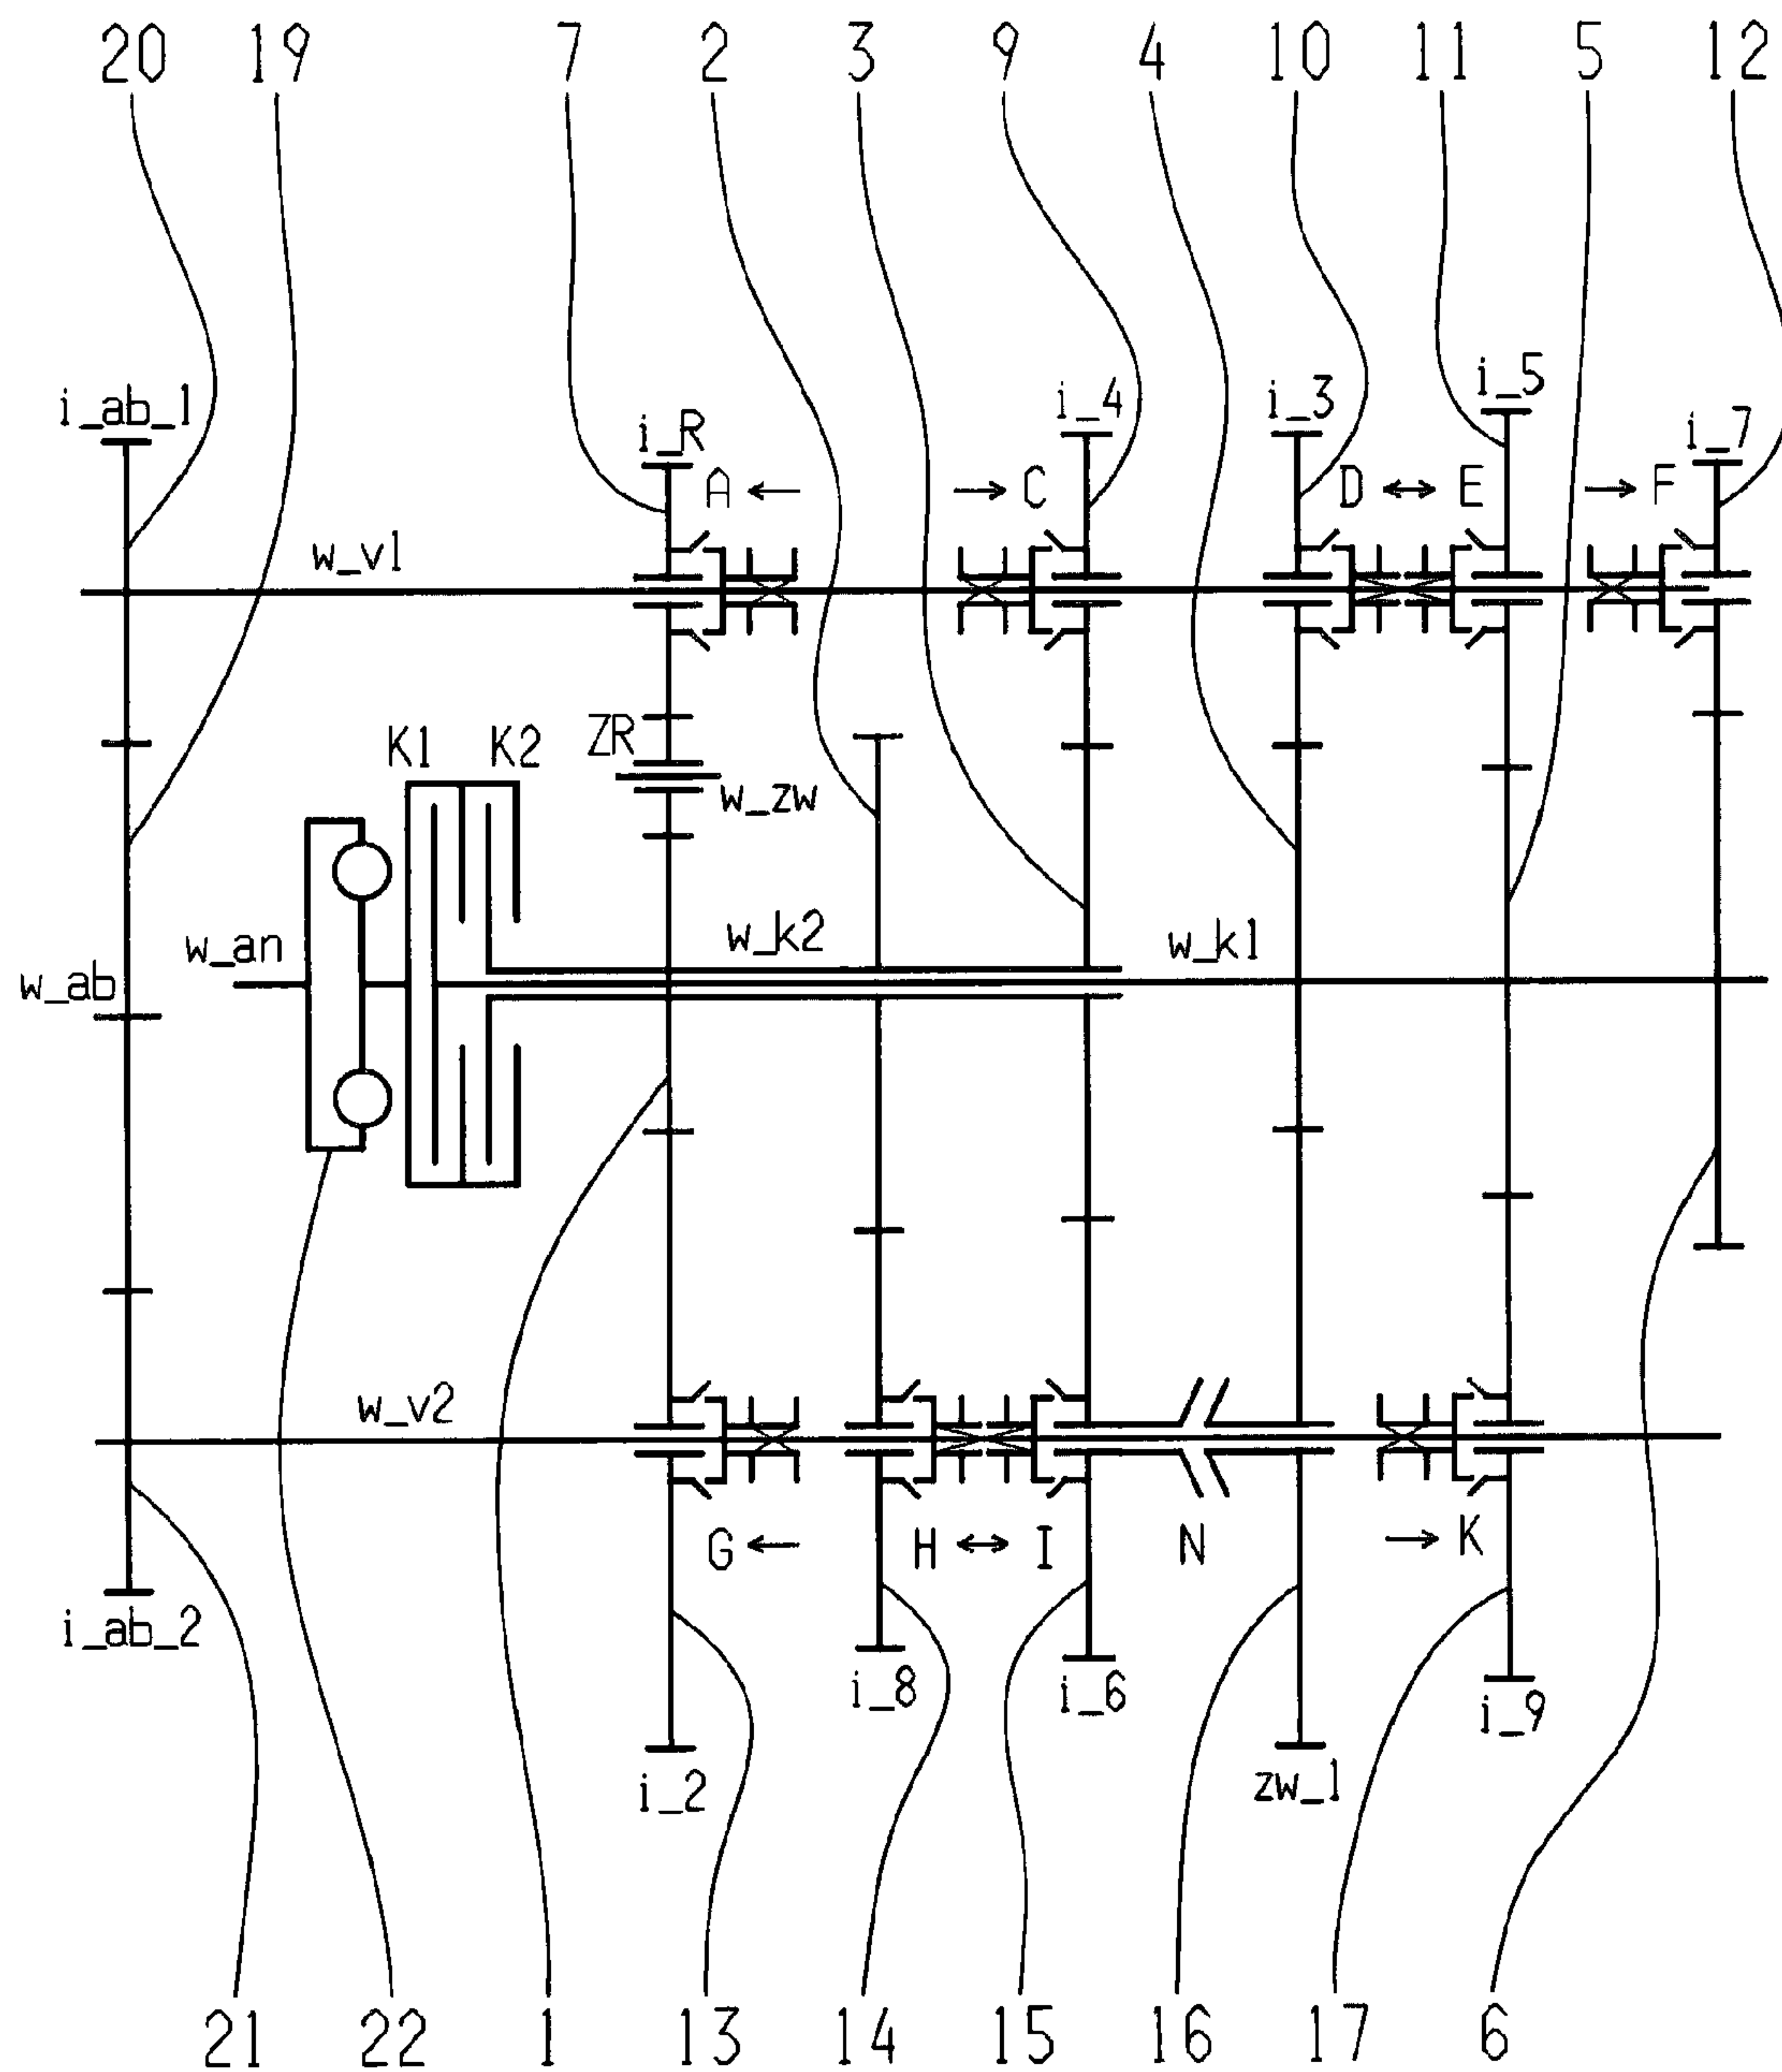 20 19 7 2 3 9 4 10 11 5 12
i_5
i_ab_1 i_4 i_3
i_R i_7
A ← → C D ↔ E → F
w_v1
ZR K1 K2
w_zw
w_an w_k2 w_k1
w_ab
w_v2
G ← H ↔ I N → K
i_ab_2
i_8 i_6 i_9
i_2 zw_1
21 22 1 13 14 15 16 17 6